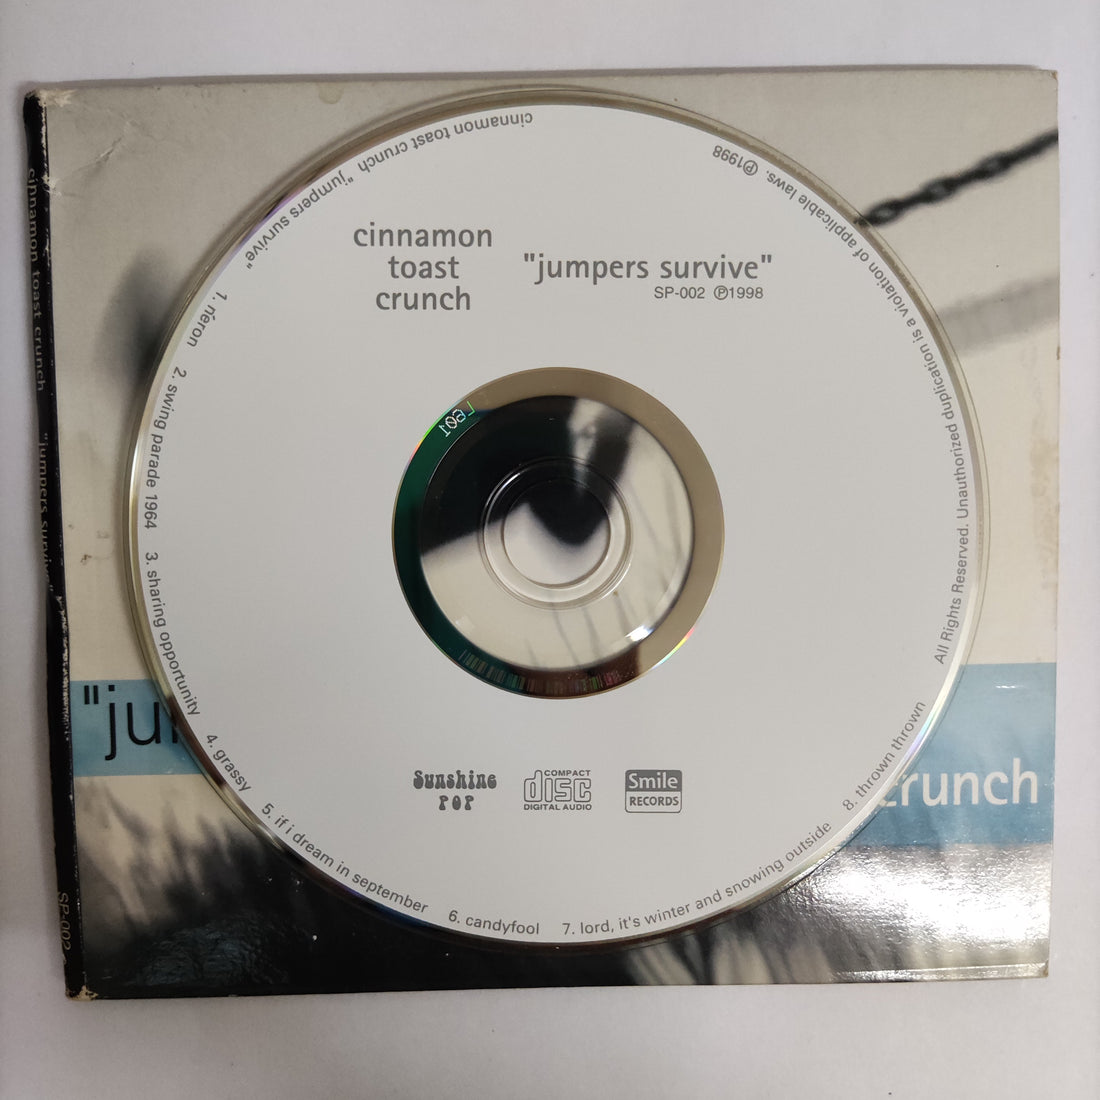 cinnamon toast crunch "jumpers survive" SP-002
cinnamon
toast
crunch
"jumpers survive"
SP-002 ℗1998
cinnamon toast crunch "jumpers survive"
1. néron 2. swing parade 1964 3. sharing opportunity 4. grassy 5. if i dream in september 6. candyfool 7. lord, it's winter and snowing outside 8. thrown thrown
All Rights Reserved. Unauthorized duplication is a violation of applicable laws. ℗1998
Sunshine
POP
COMPACT
disc
DIGITAL AUDIO
Smile
RECORDS
crunch